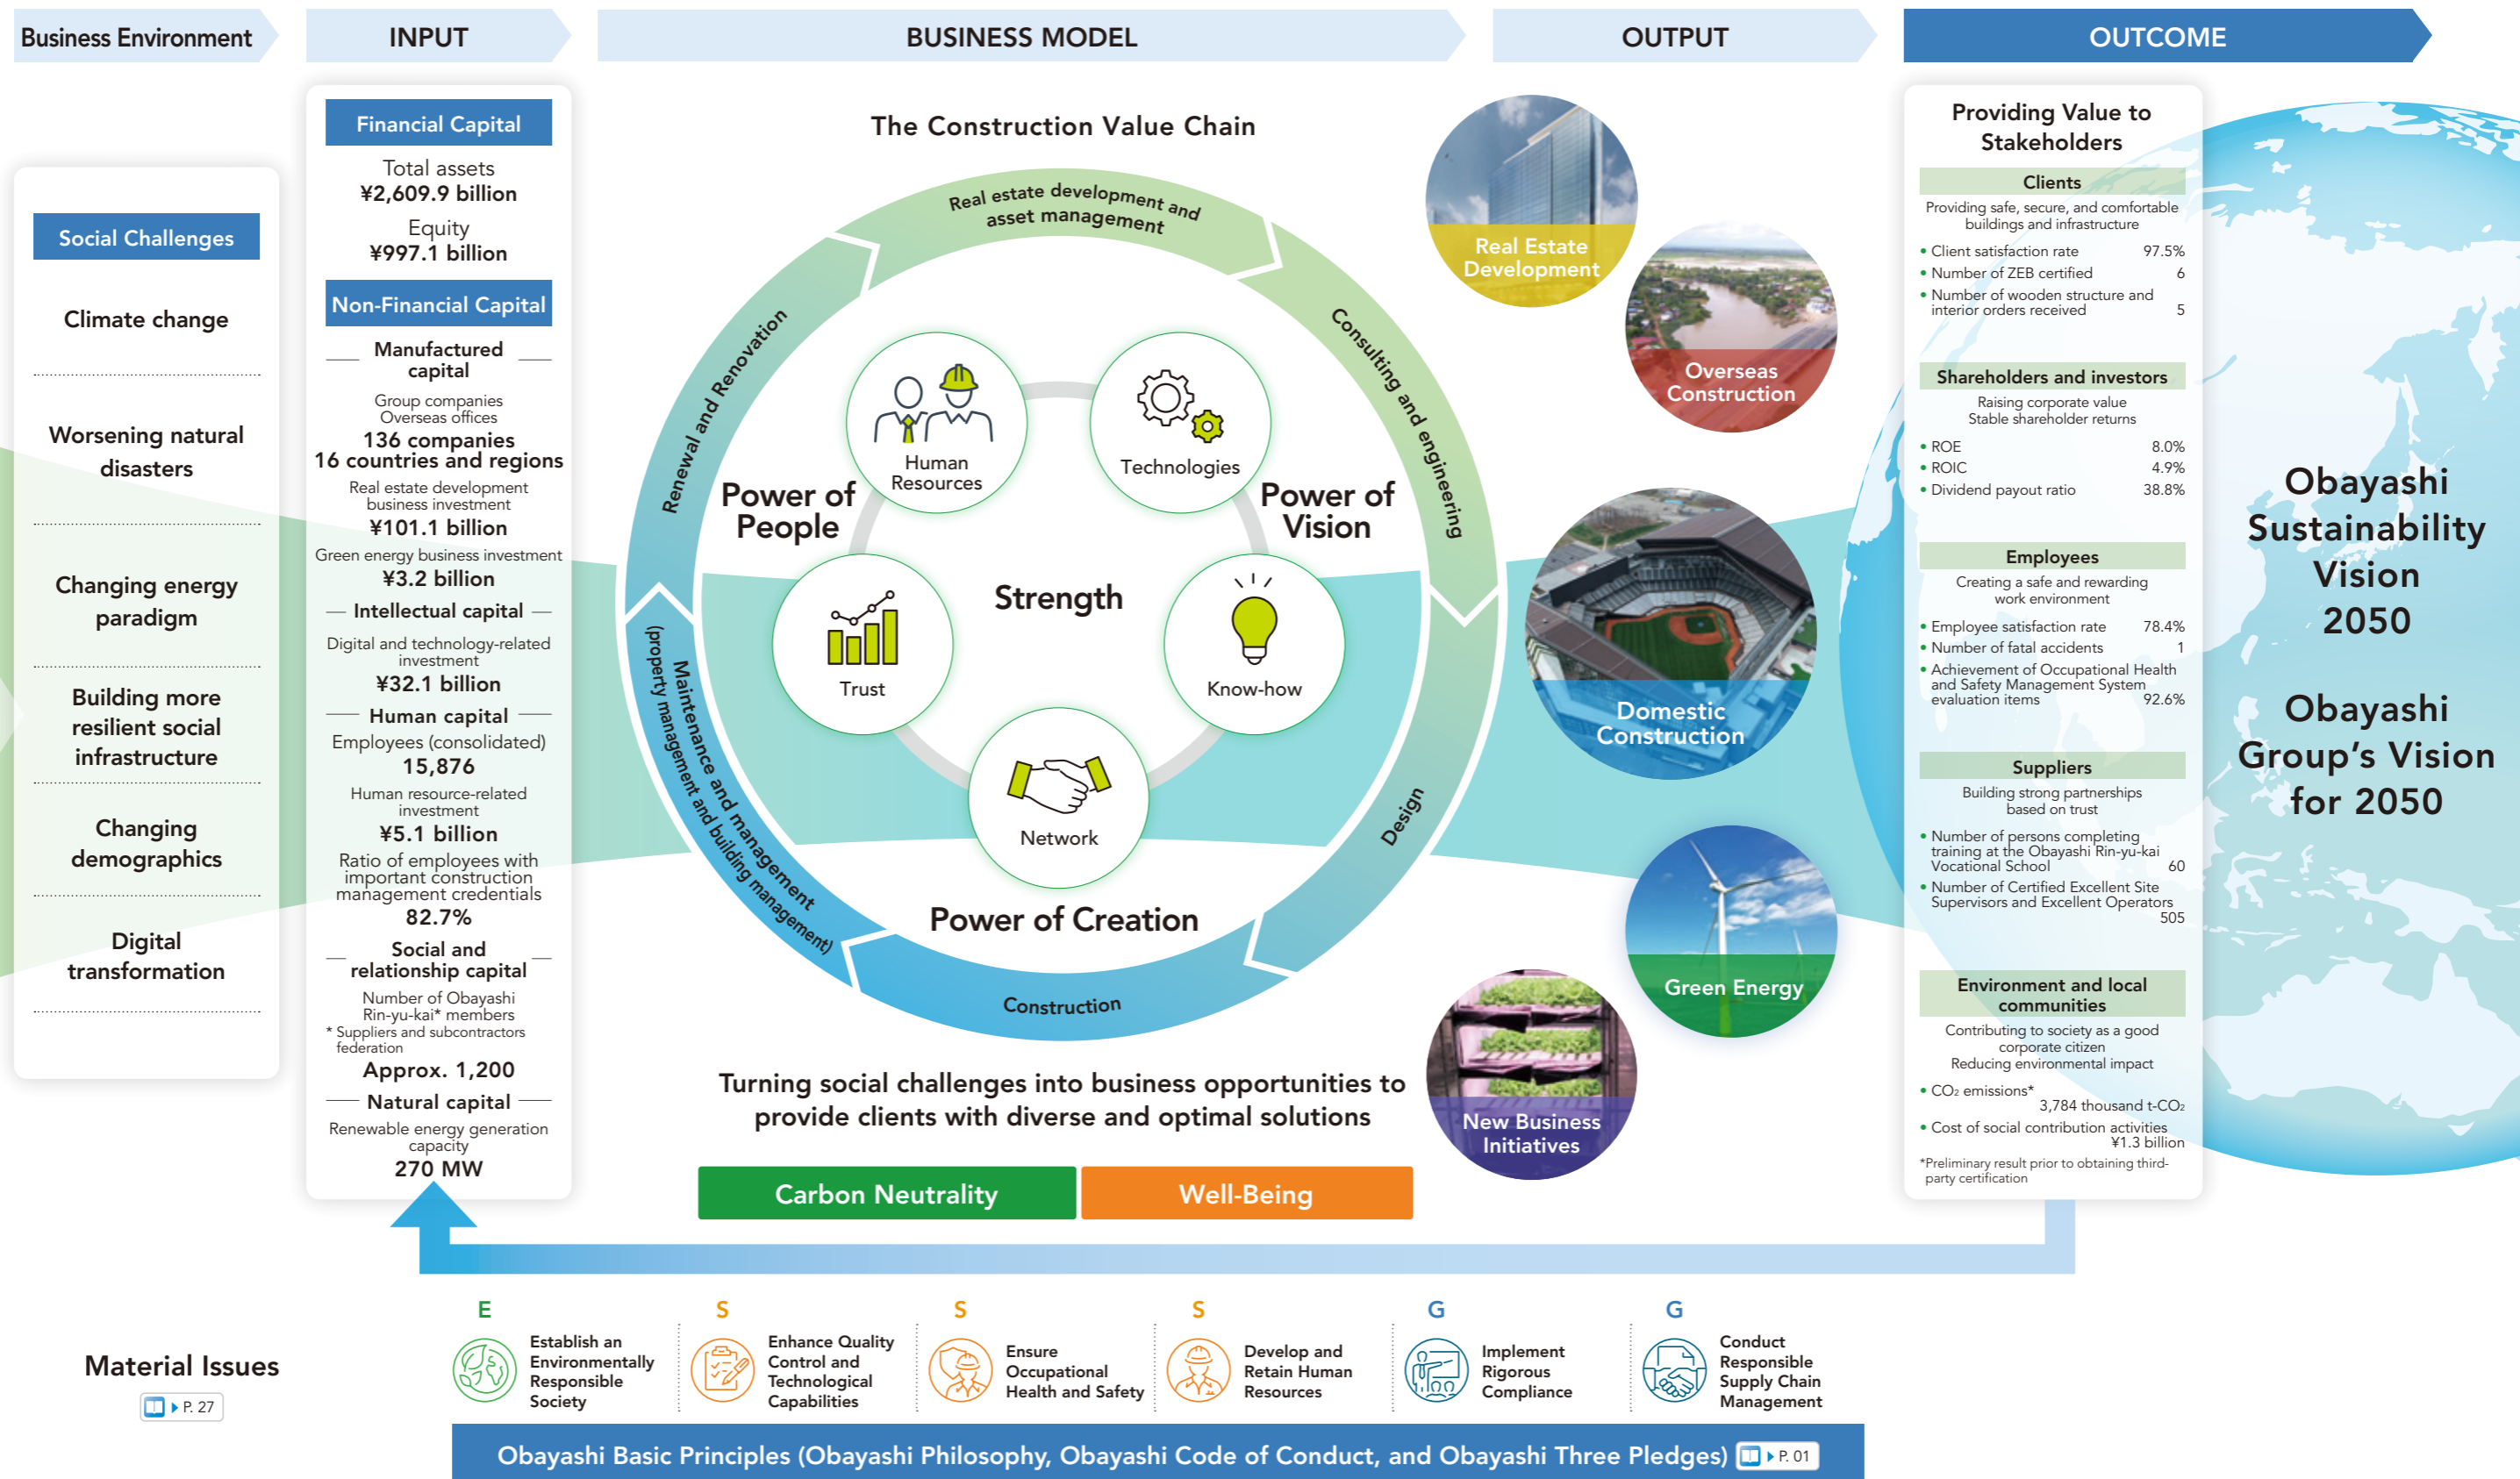 Business Environment
INPUT
BUSINESS MODEL
OUTPUT
OUTCOME
Social Challenges
Climate change
Worsening natural
disasters
Changing energy
paradigm
Building more
resilient social
infrastructure
Changing
demographics
Digital
transformation
Financial Capital
Total assets
¥2,609.9 billion
Equity
¥997.1 billion
Non-Financial Capital
Manufactured
capital
Group companies
Overseas offices
136 companies
16 countries and regions
Real estate development
business investment
¥101.1 billion
Green energy business investment
¥3.2 billion
Intellectual capital
Digital and technology-related
investment
¥32.1 billion
Human capital
Employees (consolidated)
15,876
Human resource-related
investment
¥5.1 billion
Ratio of employees with
important construction
management credentials
82.7%
Social and
relationship capital
Number of Obayashi
Rin-yu-kai* members
* Suppliers and subcontractors
federation
Approx. 1,200
Natural capital
Renewable energy generation
capacity
270 MW
The Construction Value Chain
Real estate development and
asset management
Consulting and engineering
Design
Construction
Maintenance and management
(property management and building management)
Renewal and Renovation
Human
Resources
Technologies
Power of
People
Power of
Vision
Strength
Trust
Know-how
Network
Power of Creation
Turning social challenges into business opportunities to
provide clients with diverse and optimal solutions
Carbon Neutrality
Well-Being
Real Estate
Development
Overseas
Construction
Domestic
Construction
Green Energy
New Business
Initiatives
Providing Value to
Stakeholders
Clients
Providing safe, secure, and comfortable
buildings and infrastructure
• Client satisfaction rate 97.5%
• Number of ZEB certified 6
• Number of wooden structure and
interior orders received 5
Shareholders and investors
Raising corporate value
Stable shareholder returns
• ROE 8.0%
• ROIC 4.9%
• Dividend payout ratio 38.8%
Employees
Creating a safe and rewarding
work environment
• Employee satisfaction rate 78.4%
• Number of fatal accidents 1
• Achievement of Occupational Health
and Safety Management System
evaluation items 92.6%
Suppliers
Building strong partnerships
based on trust
• Number of persons completing
training at the Obayashi Rin-yu-kai
Vocational School 60
• Number of Certified Excellent Site
Supervisors and Excellent Operators
505
Environment and local
communities
Contributing to society as a good
corporate citizen
Reducing environmental impact
• CO₂ emissions*
3,784 thousand t-CO₂
• Cost of social contribution activities
¥1.3 billion
*Preliminary result prior to obtaining third-
party certification
Obayashi
Sustainability
Vision
2050
Obayashi
Group's Vision
for 2050
Material Issues
P. 27
E
Establish an
Environmentally
Responsible
Society
S
Enhance Quality
Control and
Technological
Capabilities
S
Ensure
Occupational
Health and Safety
S
Develop and
Retain Human
Resources
G
Implement
Rigorous
Compliance
G
Conduct
Responsible
Supply Chain
Management
Obayashi Basic Principles (Obayashi Philosophy, Obayashi Code of Conduct, and Obayashi Three Pledges) P. 01